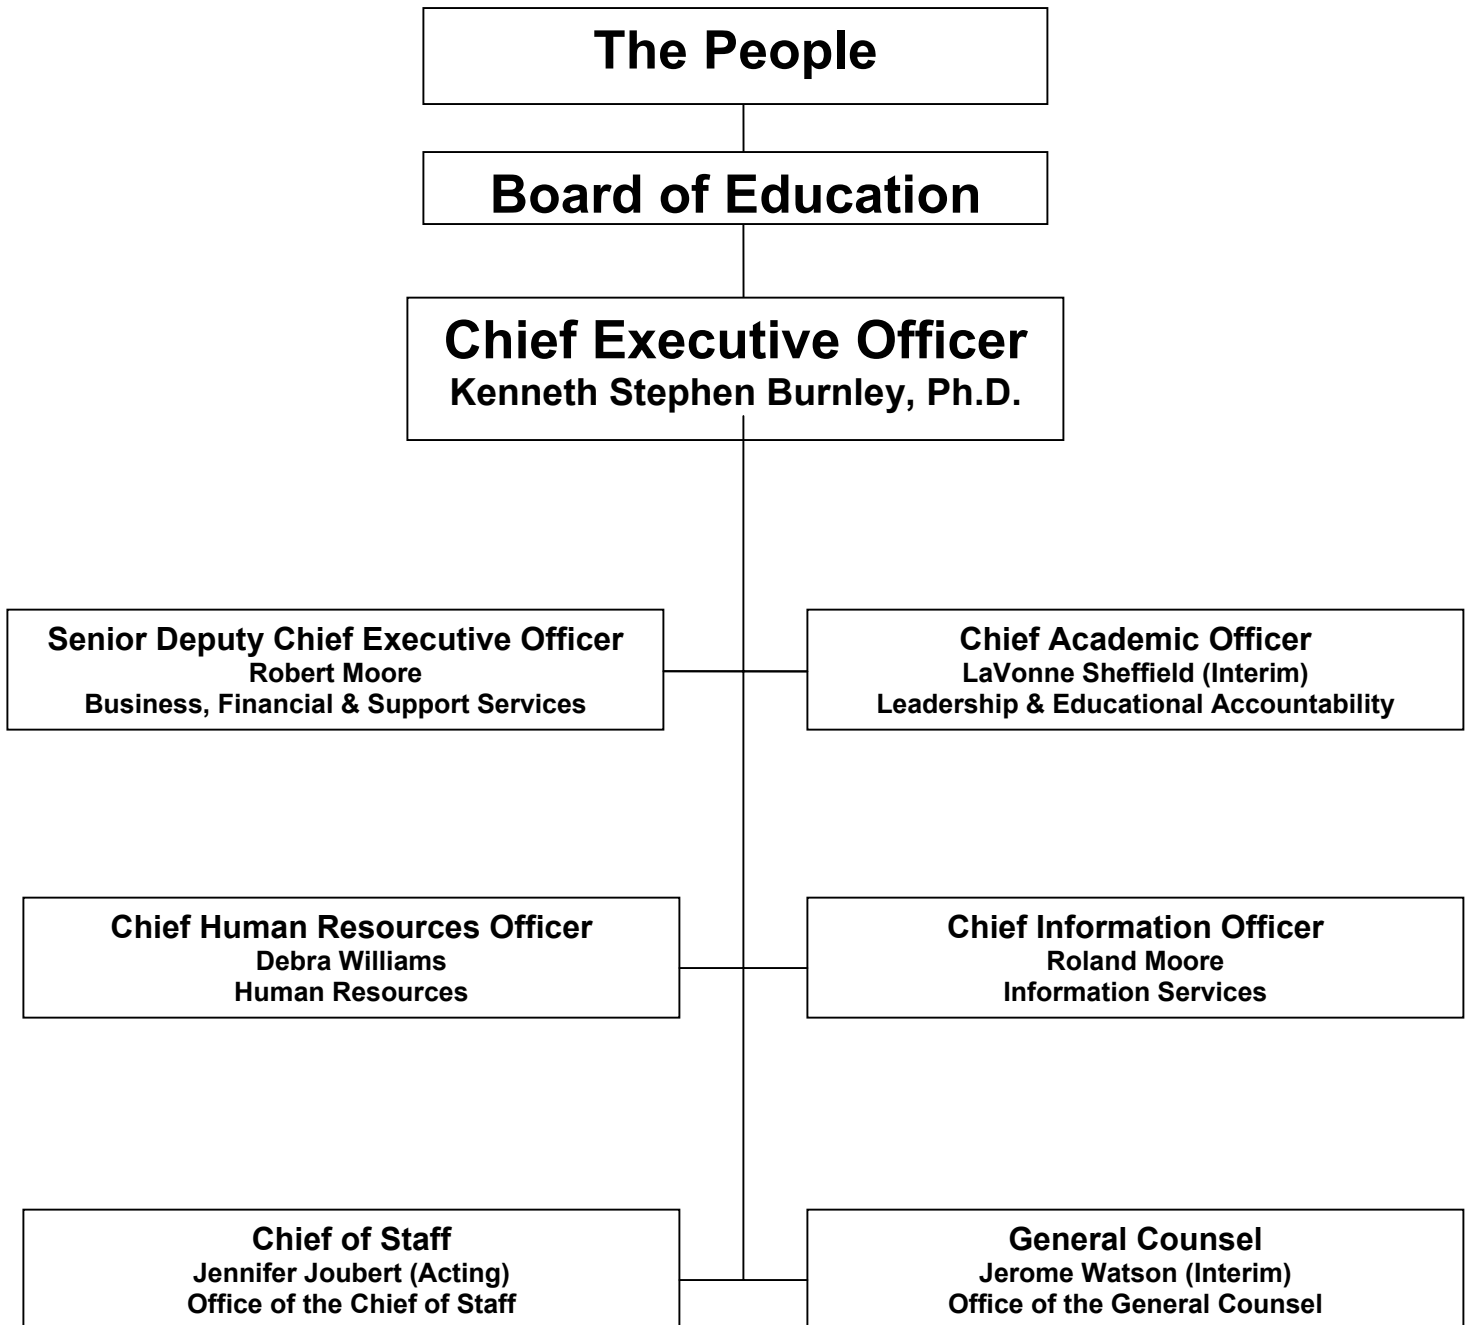 The People
Board of Education
Chief Executive Officer
Kenneth Stephen Burnley, Ph.D.
Senior Deputy Chief Executive Officer
Robert Moore
Business, Financial & Support Services
Chief Academic Officer
LaVonne Sheffield (Interim)
Leadership & Educational Accountability
Chief Human Resources Officer
Debra Williams
Human Resources
Chief Information Officer
Roland Moore
Information Services
Chief of Staff
Jennifer Joubert (Acting)
Office of the Chief of Staff
General Counsel
Jerome Watson (Interim)
Office of the General Counsel